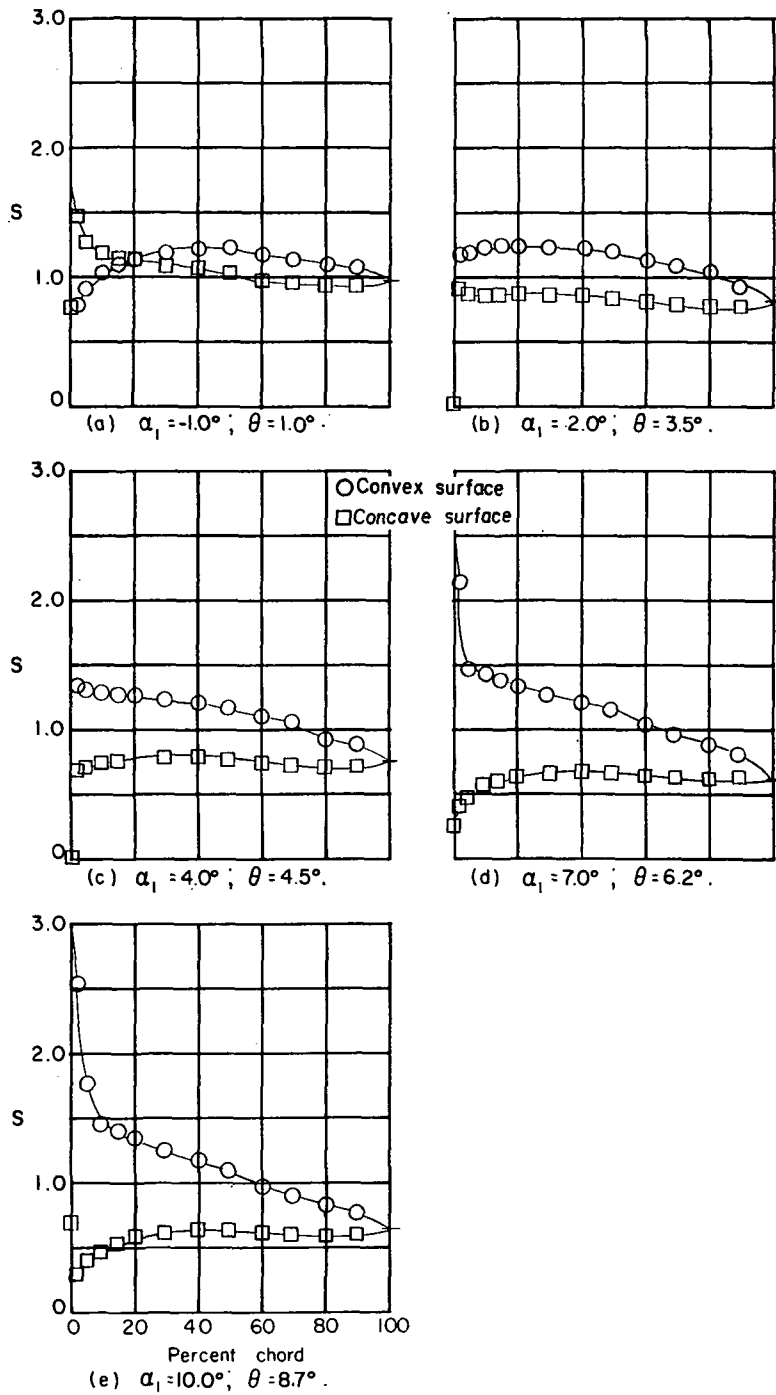 3.0
2.0
S
1.0
0
(a) α₁ = -1.0° ; θ = 1.0° .
(b) α₁ = 2.0° ; θ = 3.5° .
3.0
○ Convex surface
□ Concave surface
2.0
S
1.0
0
(c) α₁ = 4.0° ; θ = 4.5° .
(d) α₁ = 7.0° ; θ = 6.2° .
3.0
2.0
S
1.0
0
0 20 40 60 80 100
Percent chord
(e) α₁ = 10.0° ; θ = 8.7° .